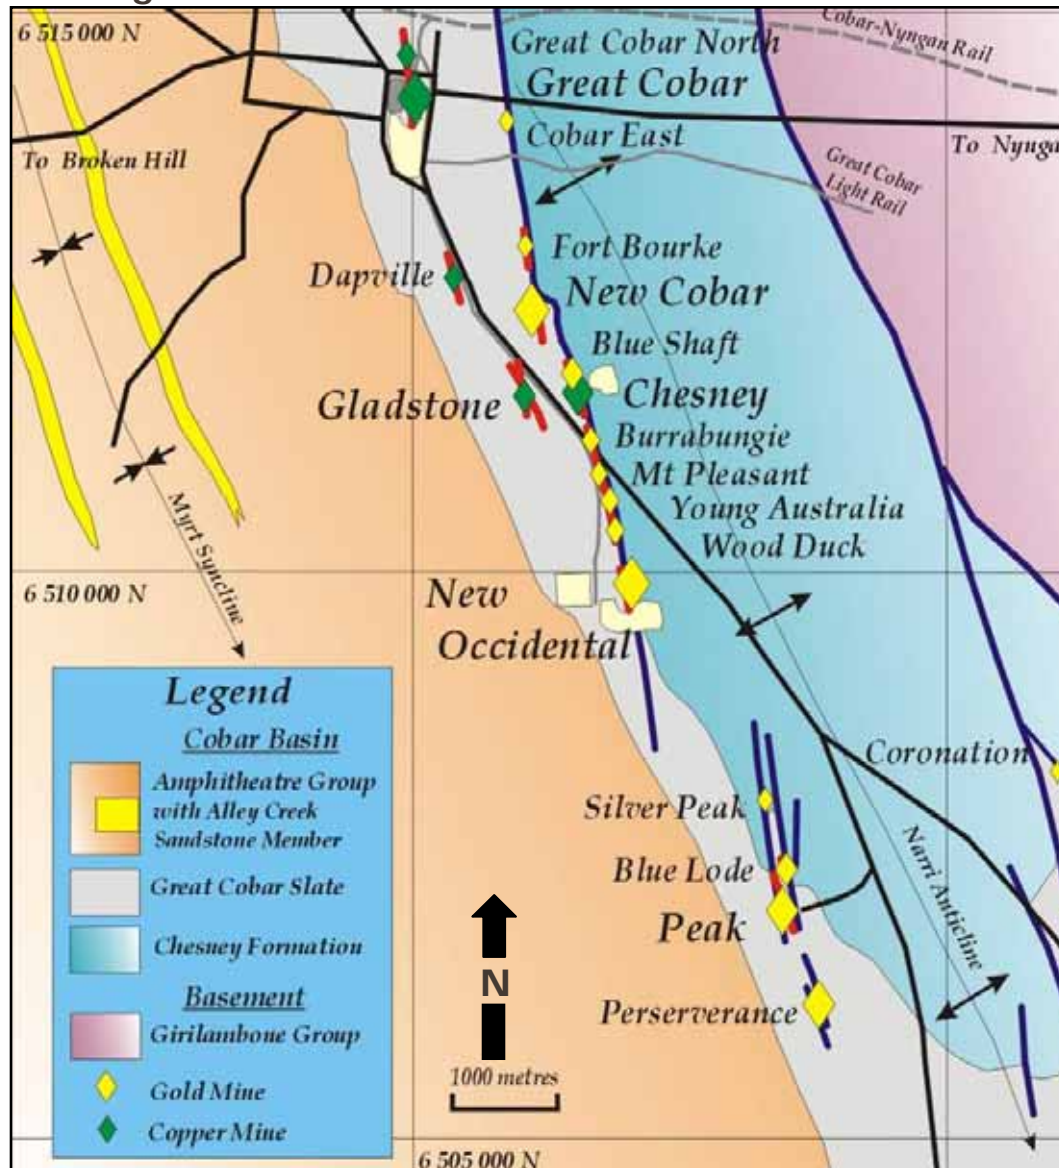 6 515 000 N
Cobar-Nyngan Rail
Great Cobar North
Great Cobar
Cobar East
To Broken Hill
To Nynga
Great Cobar
Light Rail
Fort Bourke
Dapville
New Cobar
Blue Shaft
Gladstone
Chesney
Burrabungie
Mt Pleasant
Young Australia
Wood Duck
Myrt Syncline
6 510 000 N
New
Occidental
Legend
Cobar Basin
Amphitheatre Group
with Alley Creek
Sandstone Member
Great Cobar Slate
Chesney Formation
Basement
Girilambone Group
Gold Mine
Copper Mine
Coronation
Silver Peak
Blue Lode
Peak
Narri Anticline
N
Perserverance
1000 metres
6 505 000 N